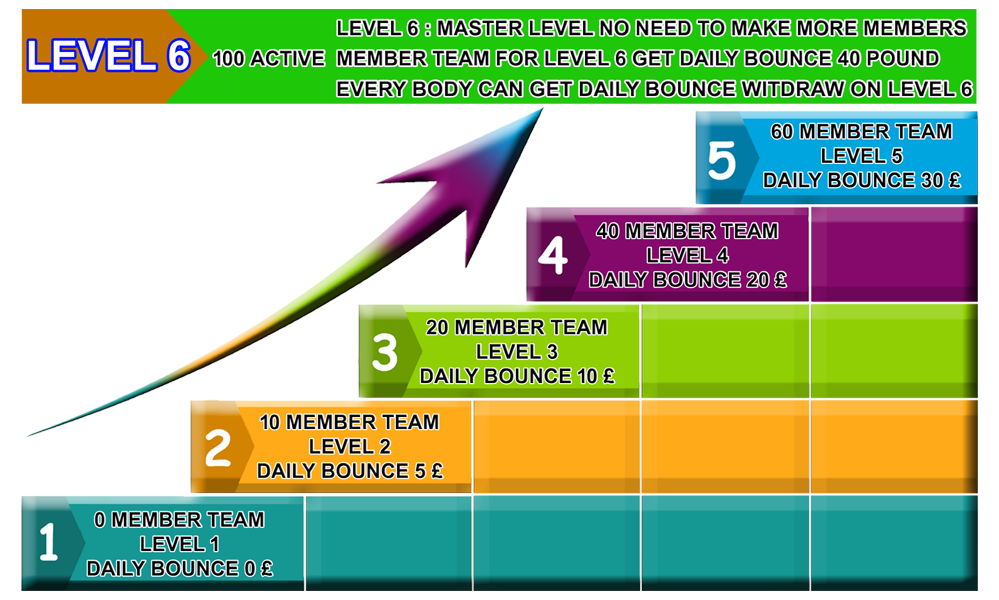 LEVEL 6
LEVEL 6 : MASTER LEVEL NO NEED TO MAKE MORE MEMBERS
100 ACTIVE MEMBER TEAM FOR LEVEL 6 GET DAILY BOUNCE 40 POUND
EVERY BODY CAN GET DAILY BOUNCE WITDRAW ON LEVEL 6
5
60 MEMBER TEAM
LEVEL 5
DAILY BOUNCE 30 £
4
40 MEMBER TEAM
LEVEL 4
DAILY BOUNCE 20 £
3
20 MEMBER TEAM
LEVEL 3
DAILY BOUNCE 10 £
2
10 MEMBER TEAM
LEVEL 2
DAILY BOUNCE 5 £
1
0 MEMBER TEAM
LEVEL 1
DAILY BOUNCE 0 £